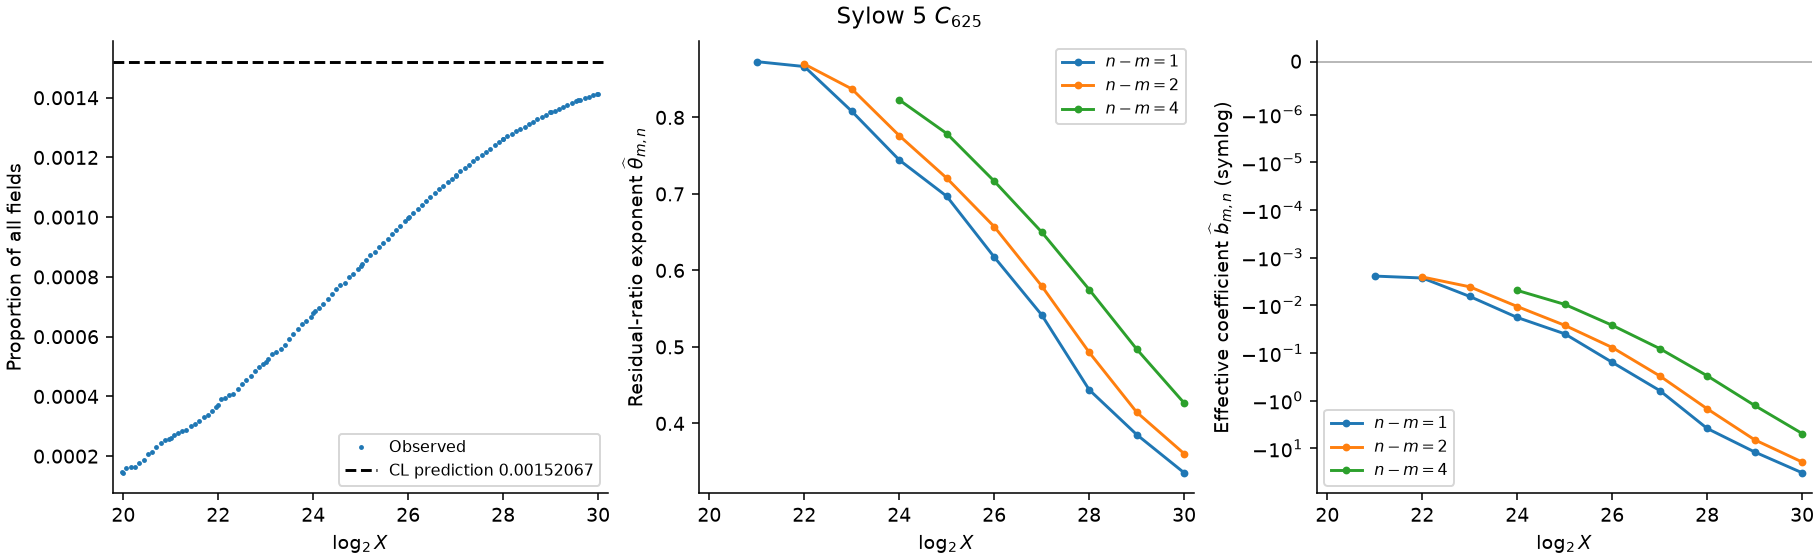 Sylow 5 C₆₂₅
Proportion of all fields
0.0014
0.0012
0.0010
0.0008
0.0006
0.0004
0.0002
20 22 24 26 28 30
log₂ X
Observed
CL prediction 0.00152067
Residual-ratio exponent θ̂ₘ,ₙ
0.8
0.7
0.6
0.5
0.4
20 22 24 26 28 30
log₂ X
n − m = 1
n − m = 2
n − m = 4
Effective coefficient b̂ₘ,ₙ (symlog)
0
−10⁻⁶
−10⁻⁵
−10⁻⁴
−10⁻³
−10⁻²
−10⁻¹
−10⁰
−10¹
20 22 24 26 28 30
log₂ X
n − m = 1
n − m = 2
n − m = 4